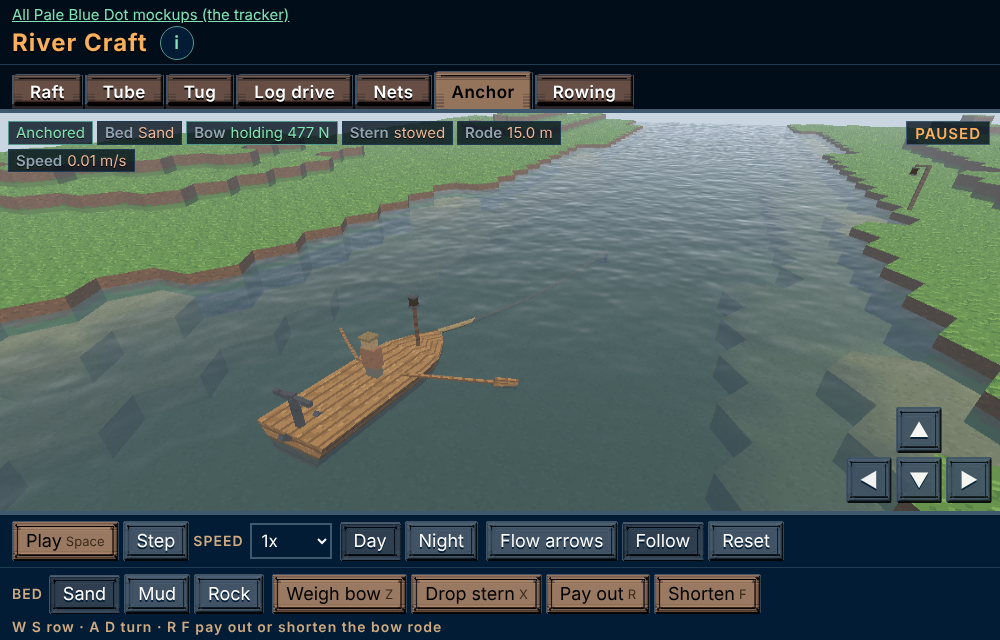 All Pale Blue Dot mockups (the tracker)
River Craft i
Raft Tube Tug Log drive Nets Anchor Rowing
Anchored Bed Sand Bow holding 477 N Stern stowed Rode 15.0 m PAUSED
Speed 0.01 m/s
Play Space Step SPEED 1x Day Night Flow arrows Follow Reset
BED Sand Mud Rock Weigh bow Z Drop stern X Pay out R Shorten F
W S row · A D turn · R F pay out or shorten the bow rode